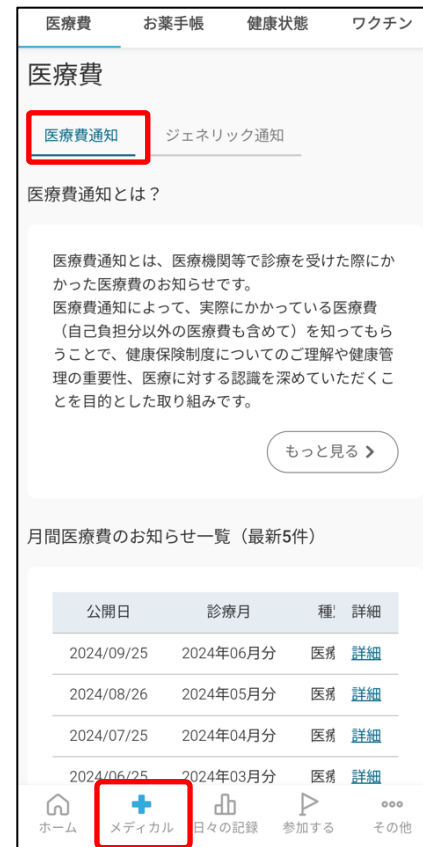 医療費 お薬手帳 健康状態 ワクチン
医療費
医療費通知 ジェネリック通知
医療費通知とは？
医療費通知とは、医療機関等で診療を受けた際にか
かった医療費のお知らせです。
医療費通知によって、実際にかかっている医療費
（自己負担分以外の医療費も含めて）を知ってもら
うことで、健康保険制度についてのご理解や健康管
理の重要性、医療に対する認識を深めていただくこ
とを目的とした取り組みです。
もっと見る
月間医療費のお知らせ一覧（最新5件）
公開日 診療月 種 詳細
2024/09/25 2024年06月分 医 詳細
2024/08/26 2024年05月分 医 詳細
2024/07/25 2024年04月分 医 詳細
2024/06/25 2024年03月分 医 詳細
ホーム メディカル 日々の記録 参加する その他